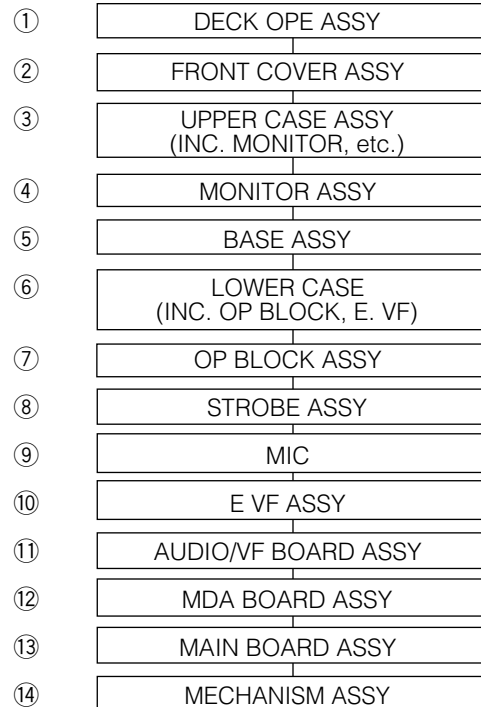 ① DECK OPE ASSY
② FRONT COVER ASSY
③ UPPER CASE ASSY
(INC. MONITOR, etc.)
④ MONITOR ASSY
⑤ BASE ASSY
⑥ LOWER CASE
(INC. OP BLOCK, E. VF)
⑦ OP BLOCK ASSY
⑧ STROBE ASSY
⑨ MIC
⑩ E VF ASSY
⑪ AUDIO/VF BOARD ASSY
⑫ MDA BOARD ASSY
⑬ MAIN BOARD ASSY
⑭ MECHANISM ASSY